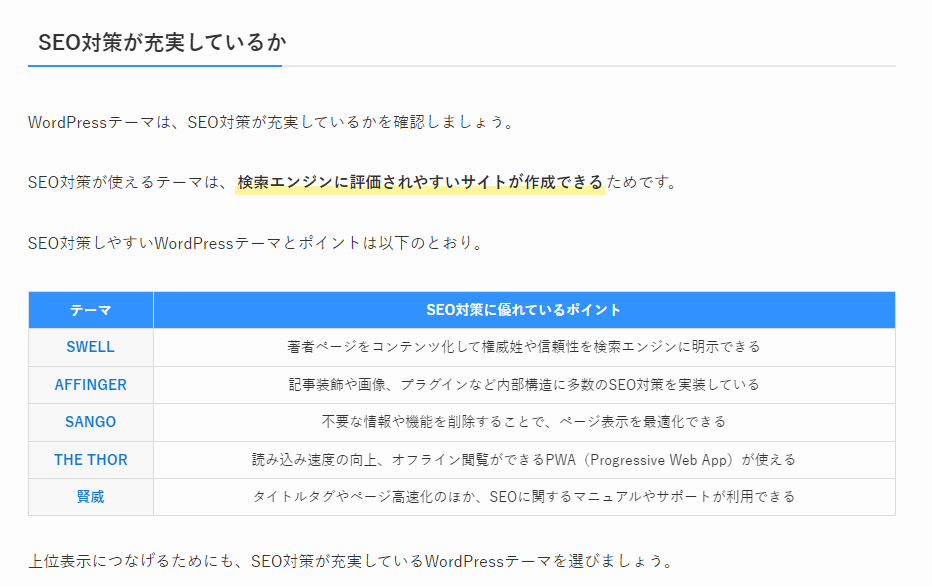 SEO対策が充実しているか
WordPressテーマは、SEO対策が充実しているかを確認しましょう。
SEO対策が使えるテーマは、検索エンジンに評価されやすいサイトが作成できるためです。
SEO対策しやすいWordPressテーマとポイントは以下のとおり。
テーマ SEO対策に優れているポイント
SWELL 著者ページをコンテンツ化して権威姓や信頼性を検索エンジンに明示できる
AFFINGER 記事装飾や画像、プラグインなど内部構造に多数のSEO対策を実装している
SANGO 不要な情報や機能を削除することで、ページ表示を最適化できる
THE THOR 読み込み速度の向上、オフライン閲覧ができるPWA（Progressive Web App）が使える
賢威 タイトルタグやページ高速化のほか、SEOに関するマニュアルやサポートが利用できる
上位表示につなげるためにも、SEO対策が充実しているWordPressテーマを選びましょう。